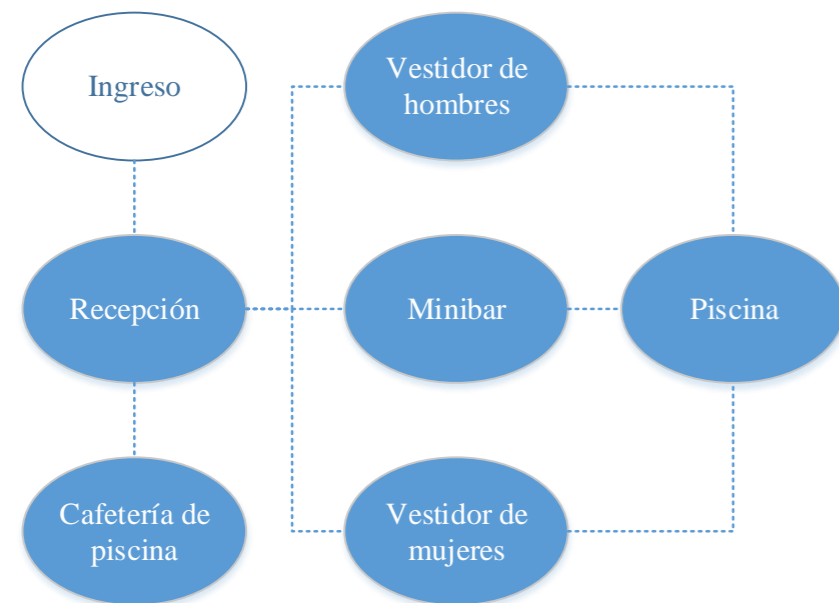 Ingreso
Vestidor de
hombres
Recepción
Minibar
Piscina
Cafetería de
piscina
Vestidor de
mujeres